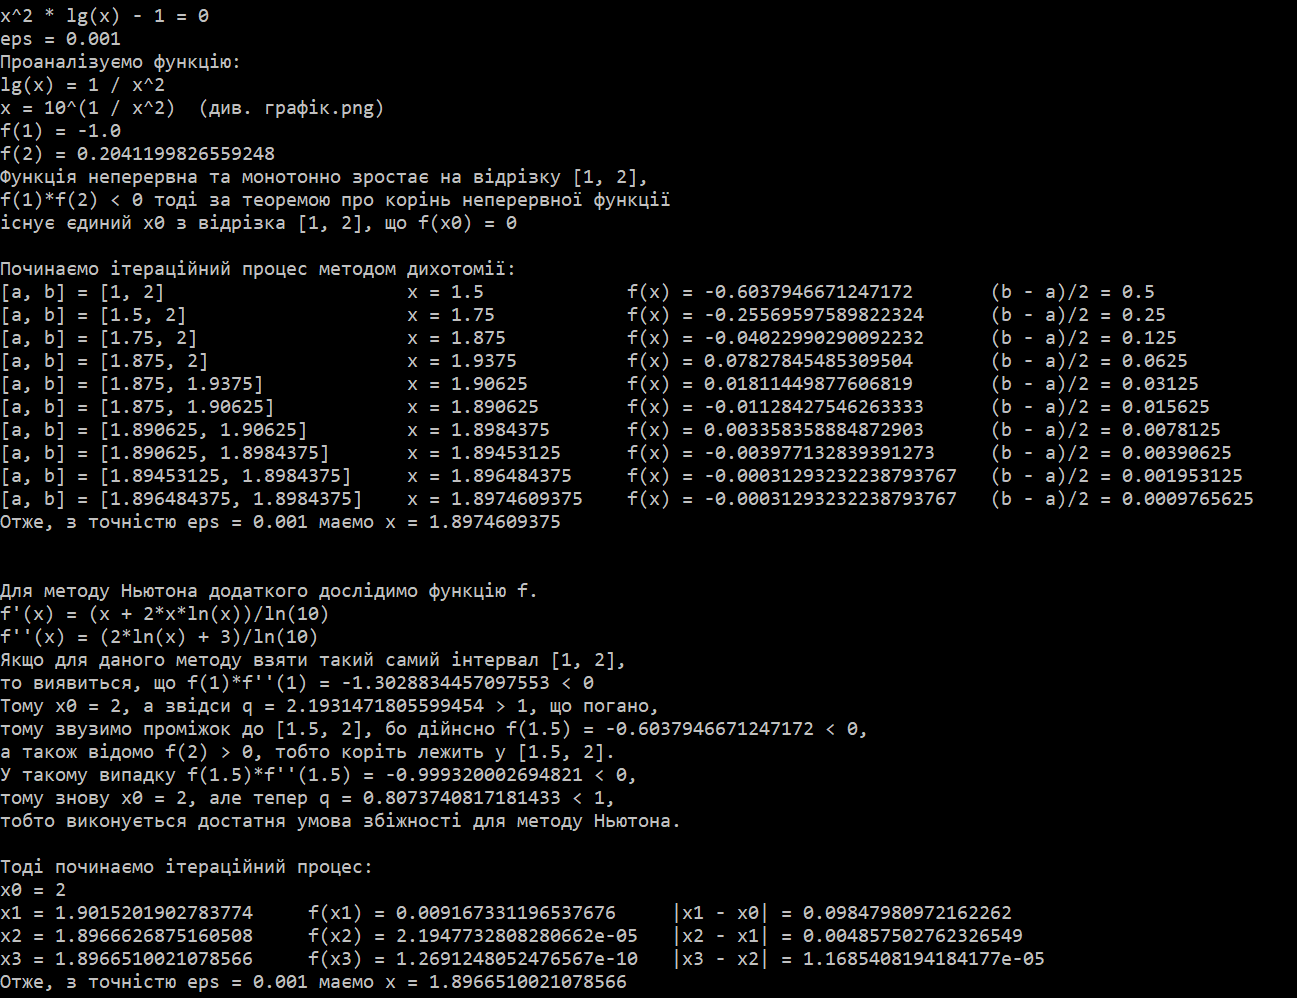 x^2 * lg(x) - 1 = 0
eps = 0.001
Проаналізуємо функцію:
lg(x) = 1 / x^2
x = 10^(1 / x^2)  (див. графік.png)
f(1) = -1.0
f(2) = 0.2041199826559248
Функція неперервна та монотонно зростає на відрізку [1, 2],
f(1)*f(2) < 0 тоді за теоремою про корінь неперервної функції
існує єдиний x0 з відрізка [1, 2], що f(x0) = 0
Починаємо ітераційний процес методом дихотомії:
[a, b] = [1, 2] x = 1.5 f(x) = -0.6037946671247172 (b - a)/2 = 0.5
[a, b] = [1.5, 2] x = 1.75 f(x) = -0.25569597589822324 (b - a)/2 = 0.25
[a, b] = [1.75, 2] x = 1.875 f(x) = -0.04022990290092232 (b - a)/2 = 0.125
[a, b] = [1.875, 2] x = 1.9375 f(x) = 0.07827845485309504 (b - a)/2 = 0.0625
[a, b] = [1.875, 1.9375] x = 1.90625 f(x) = 0.01811449877606819 (b - a)/2 = 0.03125
[a, b] = [1.875, 1.90625] x = 1.890625 f(x) = -0.01128427546263333 (b - a)/2 = 0.015625
[a, b] = [1.890625, 1.90625] x = 1.8984375 f(x) = 0.003358358884872903 (b - a)/2 = 0.0078125
[a, b] = [1.890625, 1.8984375] x = 1.89453125 f(x) = -0.003977132839391273 (b - a)/2 = 0.00390625
[a, b] = [1.89453125, 1.8984375] x = 1.896484375 f(x) = -0.00031293232238793767 (b - a)/2 = 0.001953125
[a, b] = [1.896484375, 1.8984375] x = 1.8974609375 f(x) = -0.00031293232238793767 (b - a)/2 = 0.0009765625
Отже, з точністю eps = 0.001 маємо x = 1.8974609375
Для методу Ньютона додаткого дослідимо функцію f.
f'(x) = (x + 2*x*ln(x))/ln(10)
f''(x) = (2*ln(x) + 3)/ln(10)
Якщо для даного методу взяти такий самий інтервал [1, 2],
то виявиться, що f(1)*f''(1) = -1.3028834457097553 < 0
Тому x0 = 2, а звідси q = 2.1931471805599454 > 1, що погано,
тому звузимо проміжок до [1.5, 2], бо дійнсно f(1.5) = -0.6037946671247172 < 0,
а також відомо f(2) > 0, тобто коріть лежить у [1.5, 2].
У такому випадку f(1.5)*f''(1.5) = -0.999320002694821 < 0,
тому знову x0 = 2, але тепер q = 0.8073740817181433 < 1,
тобто виконується достатня умова збіжності для методу Ньютона.
Тоді починаємо ітераційний процес:
x0 = 2
x1 = 1.9015201902783774 f(x1) = 0.009167331196537676 |x1 - x0| = 0.09847980972162262
x2 = 1.8966626875160508 f(x2) = 2.1947732808280662e-05 |x2 - x1| = 0.004857502762326549
x3 = 1.8966510021078566 f(x3) = 1.2691248052476567e-10 |x3 - x2| = 1.1685408194184177e-05
Отже, з точністю eps = 0.001 маємо x = 1.8966510021078566